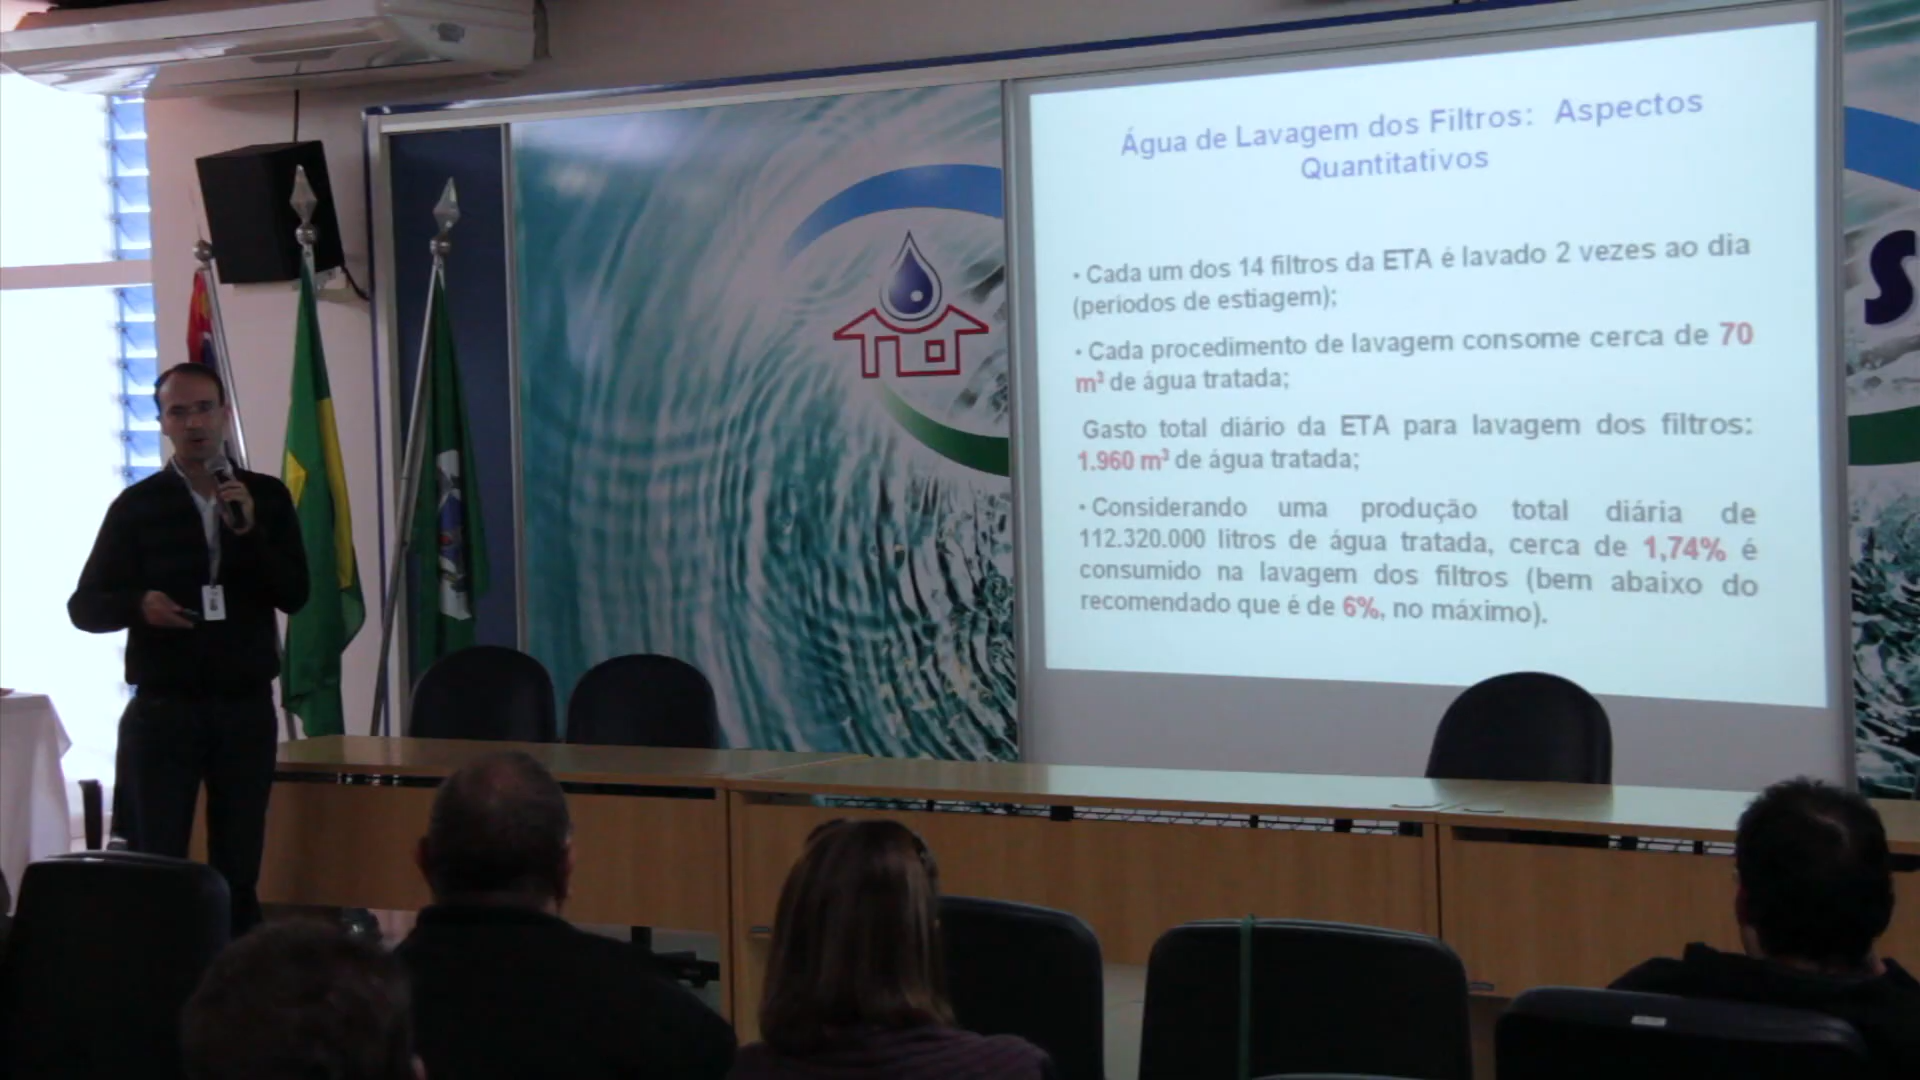 Água de Lavagem dos Filtros: Aspectos
Quantitativos
• Cada um dos 14 filtros da ETA é lavado 2 vezes ao dia
(períodos de estiagem);
• Cada procedimento de lavagem consome cerca de 70
m³ de água tratada;
Gasto total diário da ETA para lavagem dos filtros:
1.960 m³ de água tratada;
• Considerando uma produção total diária de
112.320.000 litros de água tratada, cerca de 1,74% é
consumido na lavagem dos filtros (bem abaixo do
recomendado que é de 6%, no máximo).
S